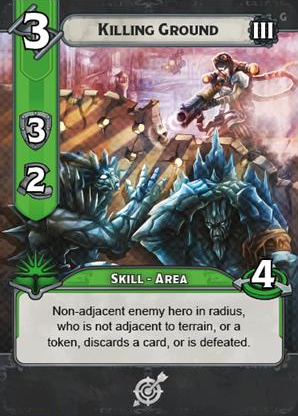 3
KILLING GROUND
III
G
3
2
SKILL - AREA
4
Non-adjacent enemy hero in radius,
who is not adjacent to terrain, or a
token, discards a card, or is defeated.